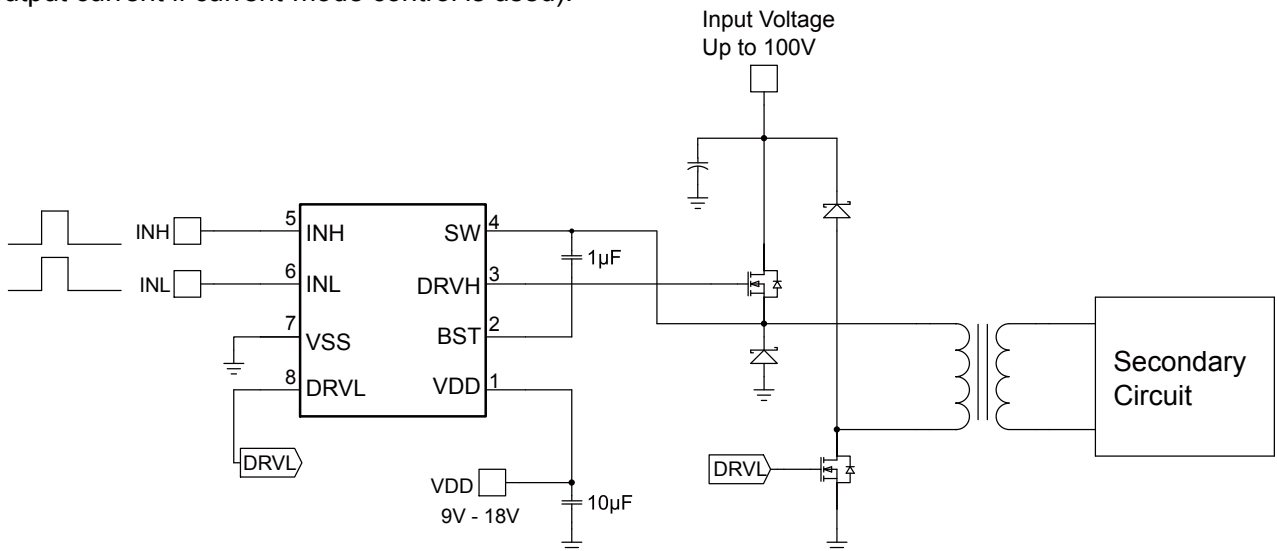 output current if current-mode control is used).
Input Voltage
Up to 100V
INH
5
INH
SW
4
1µF
INL
6
INL
DRVH
3
7
VSS
BST
2
8
DRVL
VDD
1
DRVL
VDD
9V - 18V
10µF
DRVL
Secondary
Circuit